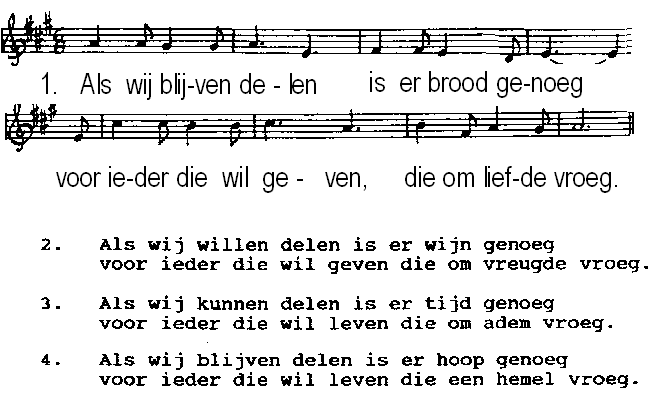 1. Als wij blij-ven de - len is er brood ge-noeg
voor ie-der die wil ge - ven, die om lief-de vroeg.
2. Als wij willen delen is er wijn genoeg
voor ieder die wil geven die om vreugde vroeg.
3. Als wij kunnen delen is er tijd genoeg
voor ieder die wil leven die om adem vroeg.
4. Als wij blijven delen is er hoop genoeg
voor ieder die wil leven die een hemel vroeg.